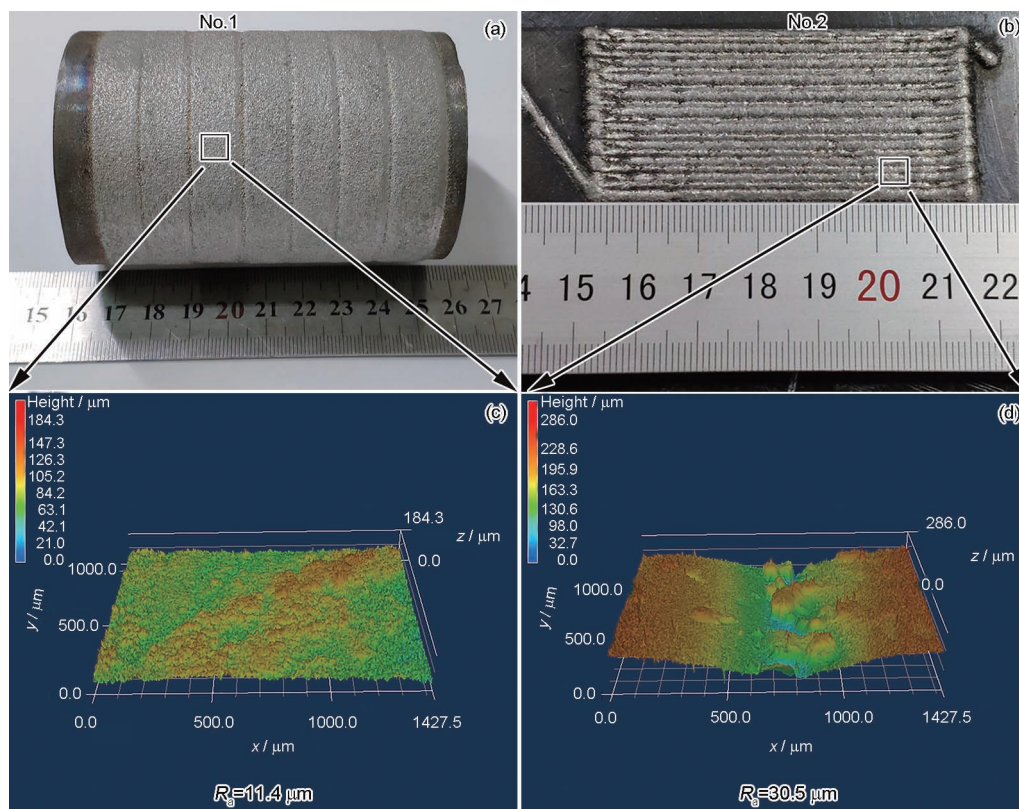 No.1
(a)
15 16 17 18 19 20 21 22 23 24 25 26 27
No.2
(b)
4 15 16 17 18 19 20 21 22
Height / μm
184.3
147.3
126.3
105.2
84.2
63.1
42.1
21.0
0.0
(c)
184.3
z / μm
0.0
1000.0
500.0
0.0
y / μm
0.0 500.0 1000.0 1427.5
x / μm
Ra=11.4 μm
Height / μm
286.0
228.6
195.9
163.3
130.6
98.0
32.7
0.0
(d)
286.0
z / μm
0.0
1000.0
500.0
0.0
y / μm
0.0 500.0 1000.0 1427.5
x / μm
Ra=30.5 μm